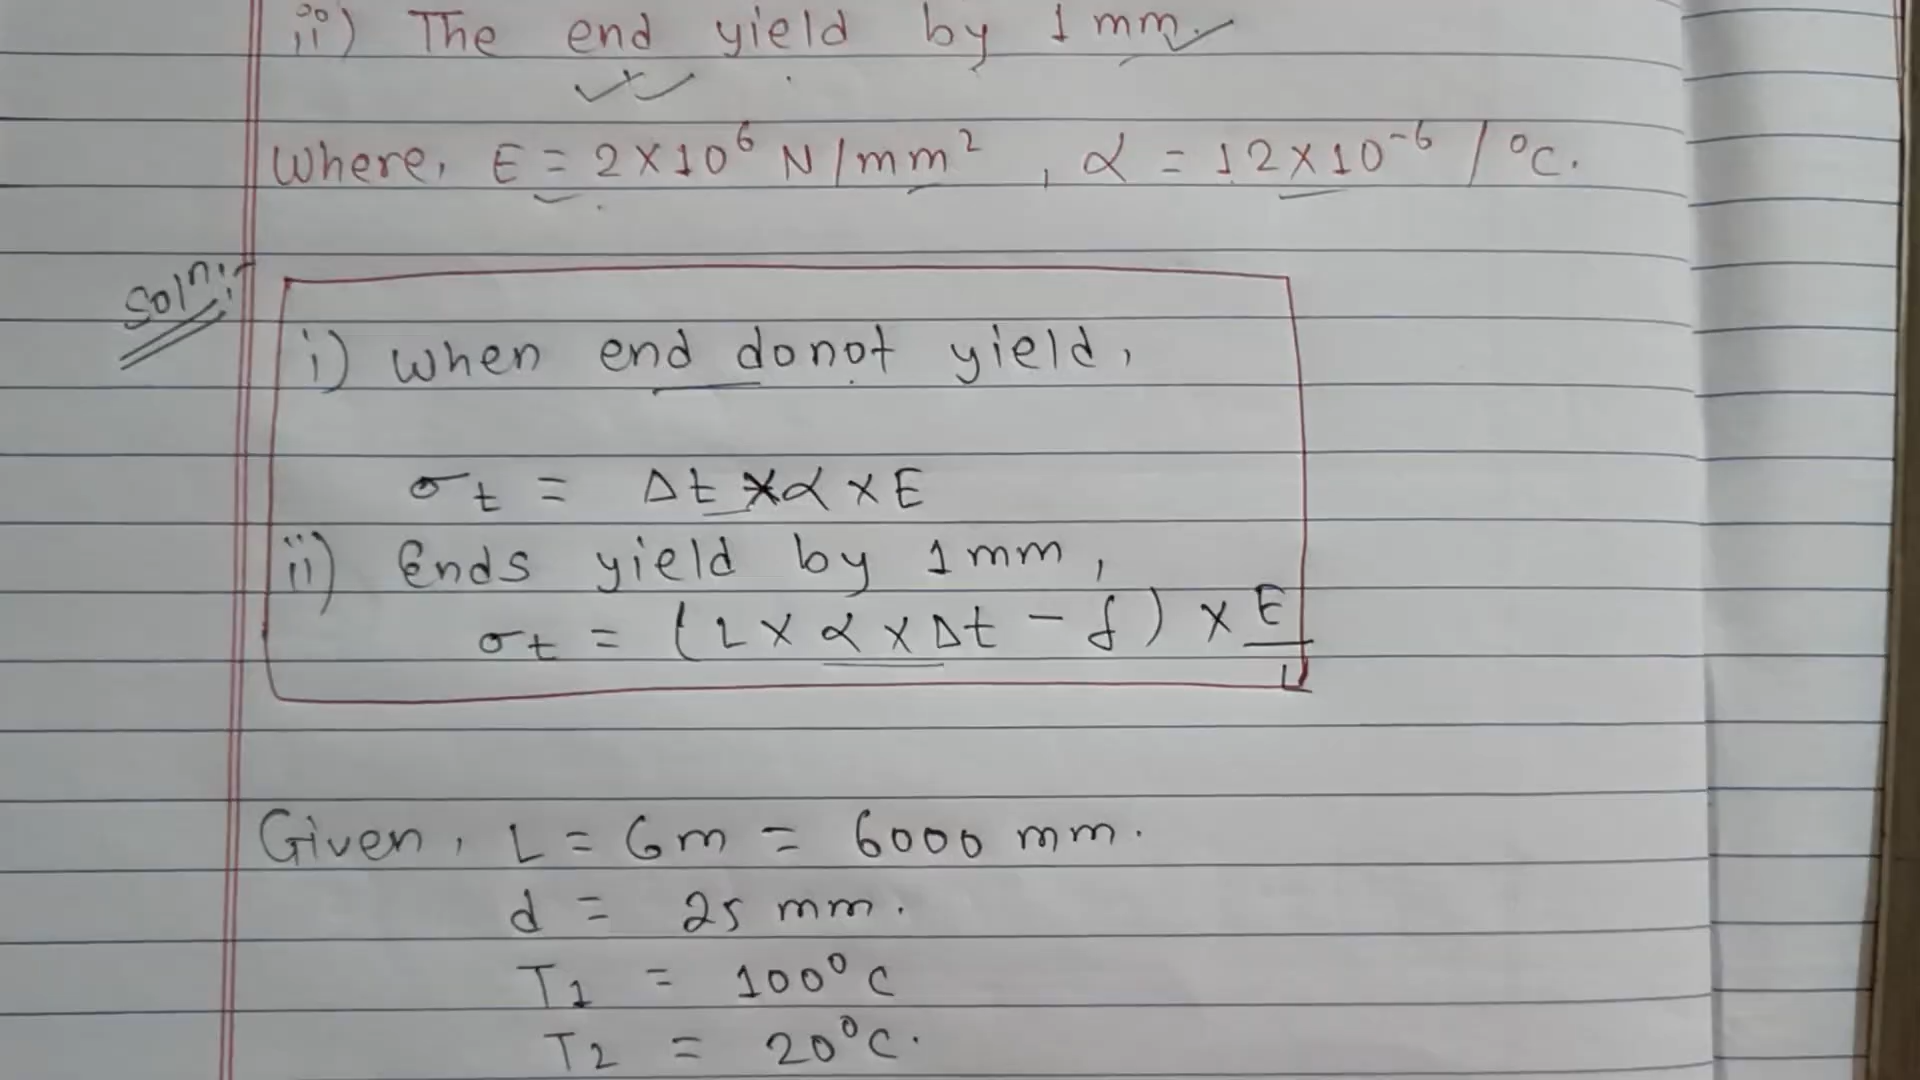 ii) The end yield by 1 mm.
Where, E = 2×10⁶ N/mm² , α = 12×10⁻⁶ / °C.
Soln:-
i) when end donot yield,
σt = Δt × α × E
ii) Ends yield by 1 mm,
σt = (L × α × Δt - δ) × E/L
Given, L = 6m = 6000 mm.
d = 25 mm.
T1 = 100°C
T2 = 20°C.